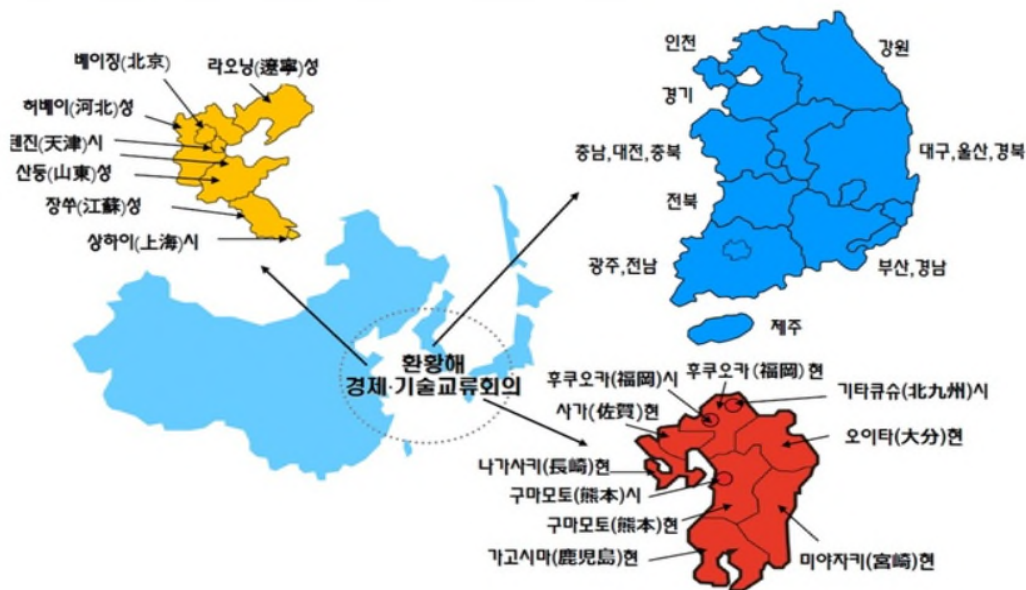 베이징(北京)
라오닝(遼寧)성
허베이(河北)성
텐진(天津)시
산둥(山東)성
장쑤(江蘇)성
상하이(上海)시
인천
강원
경기
충남,대전,충북
대구,울산,경북
전북
광주,전남
부산,경남
제주
환황해
경제·기술교류회의
후쿠오카(福岡)시
후쿠오카(福岡)현
기타큐슈(北九州)시
사가(佐賀)현
오이타(大分)현
나가사키(長崎)현
구마모토(熊本)시
구마모토(熊本)현
가고시마(鹿児島)현
미야자키(宮崎)현